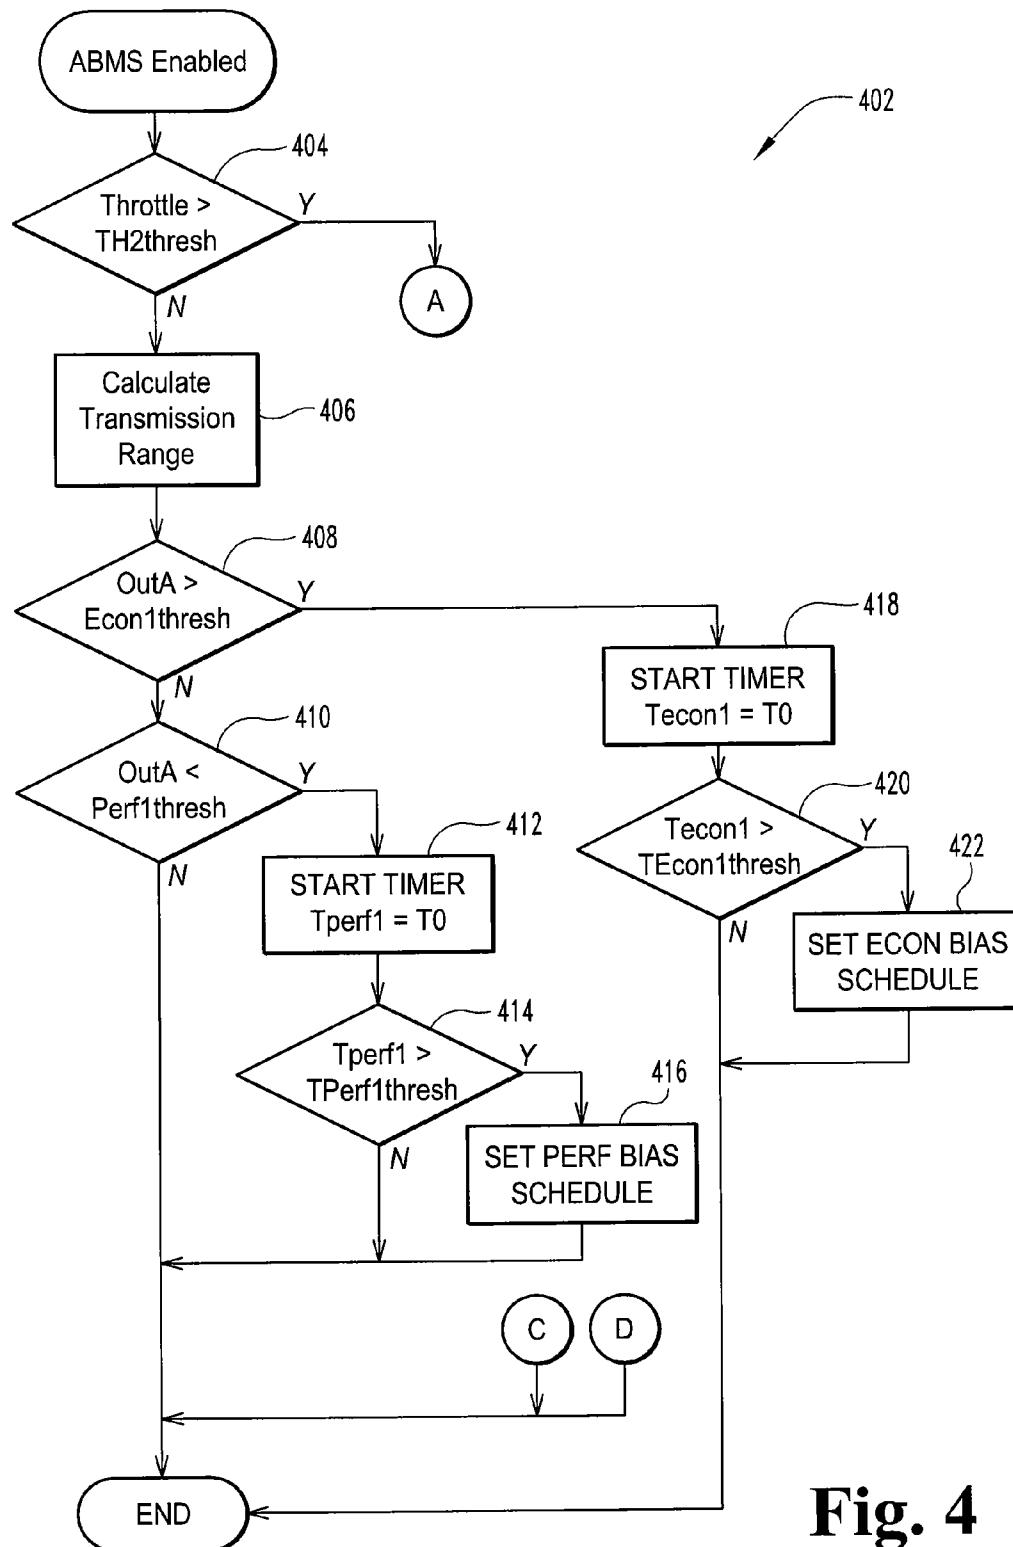 ABMS Enabled
402
404
Throttle >
TH2thresh
Y
N
A
Calculate
Transmission
Range
406
408
OutA >
Econ1thresh
Y
N
418
START TIMER
Tecon1 = T0
410
OutA <
Perf1thresh
Y
N
420
Tecon1 >
TEcon1thresh
Y
N
412
START TIMER
Tperf1 = T0
422
SET ECON BIAS
SCHEDULE
414
Tperf1 >
TPerf1thresh
Y
N
416
SET PERF BIAS
SCHEDULE
C
D
END
Fig. 4